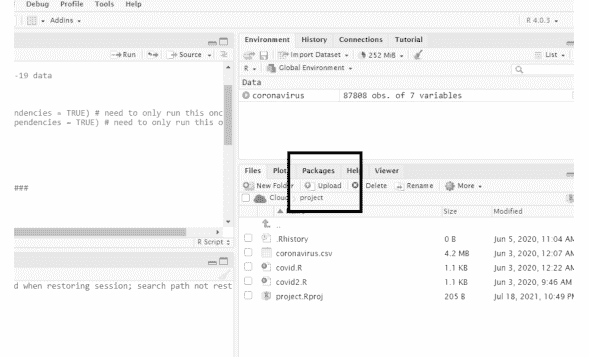 Debug Profile Tools Help
Addins
R 4.0.3
Run Source
-19 data
ndencies = TRUE) # need to only run this onc
pendencies = TRUE) # need to only run this o
###
R Script
d when restoring session; search path not rest
Environment History Connections Tutorial
Import Dataset 252 MiB List
R Global Environment
Data
coronavirus 87808 obs. of 7 variables
Files Plot Packages Help Viewer
New Folder Upload Delete Rename More
Cloud project
Size Modified
..
.Rhistory 0 B Jun 5, 2020, 11:04 AM
coronavirus.csv 4.2 MB Jun 3, 2020, 12:07 AM
covid.R 1.1 KB Jun 3, 2020, 12:22 AM
covid2.R 1.1 KB Jun 3, 2020, 9:46 AM
project.Rproj 205 B Jul 18, 2021, 10:49 PM